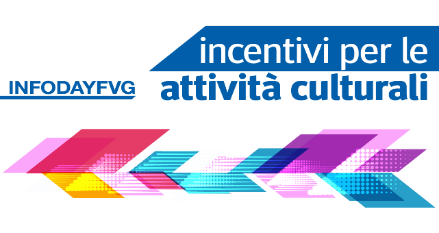 incentivi per le
INFODAYFVG
attività culturali